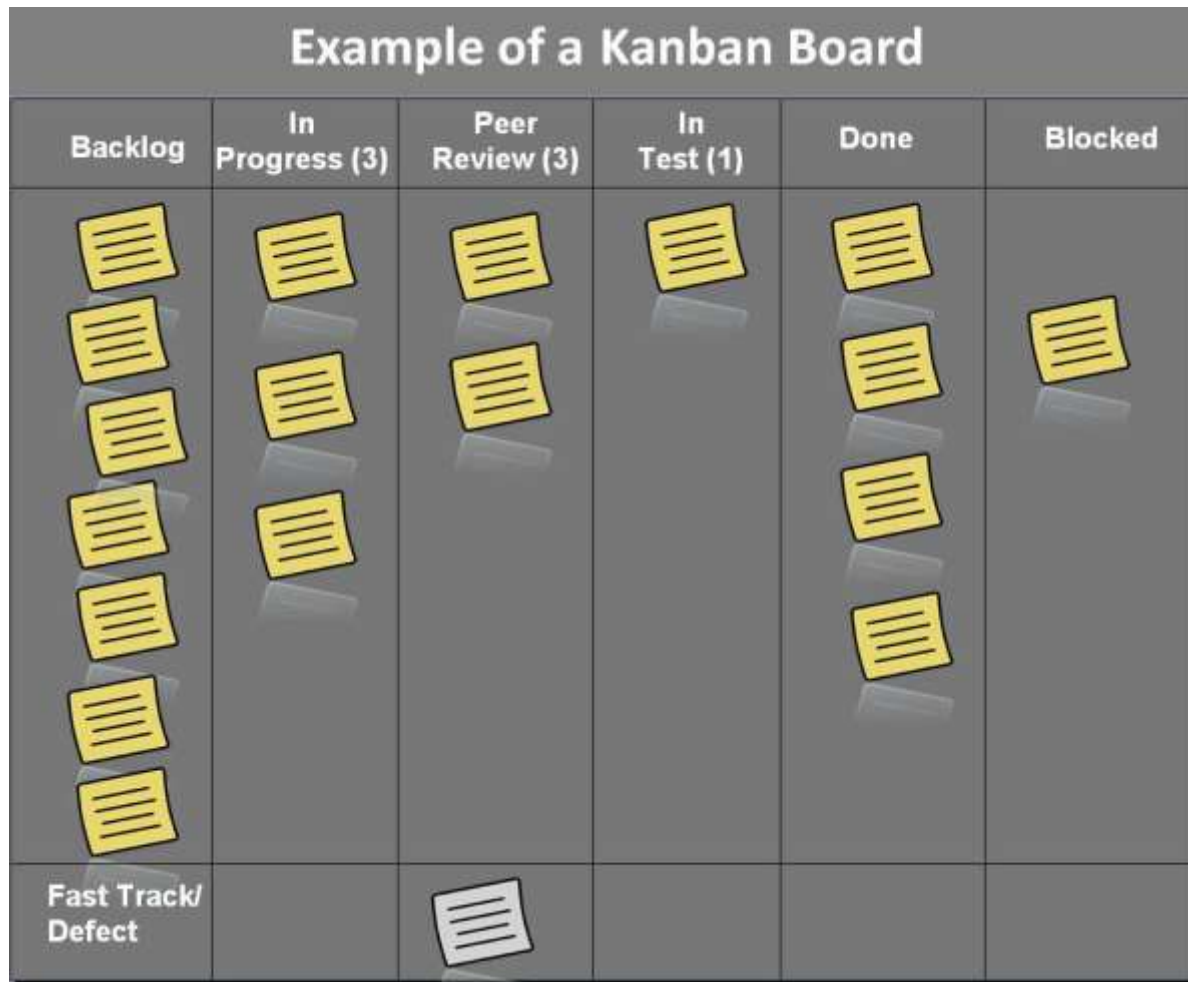 Example of a Kanban Board
Backlog
In
Progress (3)
Peer
Review (3)
In
Test (1)
Done
Blocked
Fast Track/
Defect